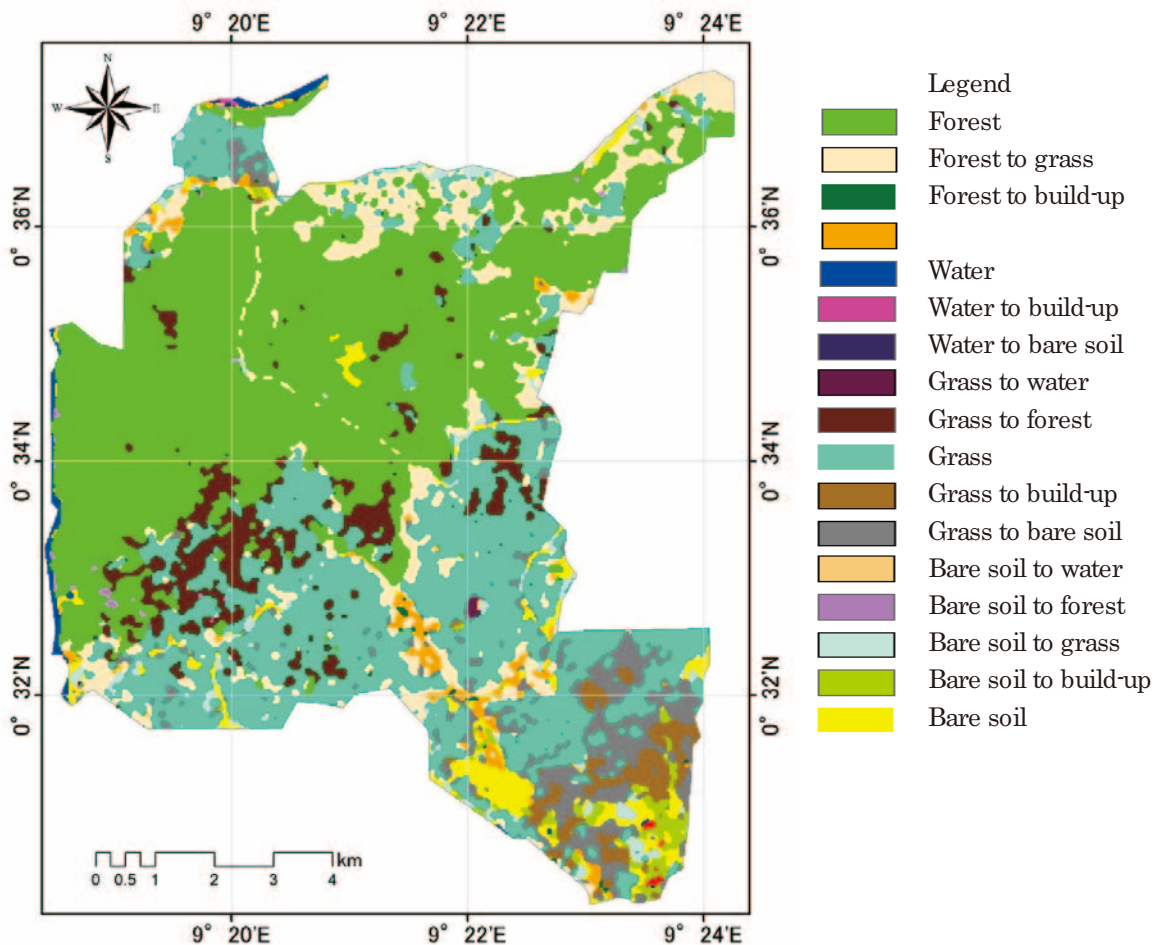 9° 20'E
9° 22'E
9° 24'E
N
W
E
S
0° 36'N
0° 34'N
0° 32'N
0° 36'N
0° 34'N
0° 32'N
km
0 0.5 1 2 3 4
9° 20'E
9° 22'E
9° 24'E
Legend
Forest
Forest to grass
Forest to build-up
Water
Water to build-up
Water to bare soil
Grass to water
Grass to forest
Grass
Grass to build-up
Grass to bare soil
Bare soil to water
Bare soil to forest
Bare soil to grass
Bare soil to build-up
Bare soil